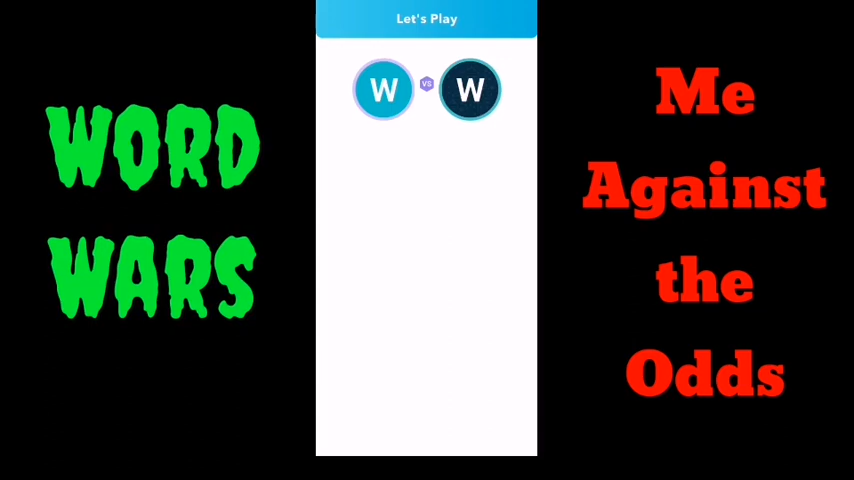 Let's Play
W VS W
WORD
WARS
Me
Against
the
Odds